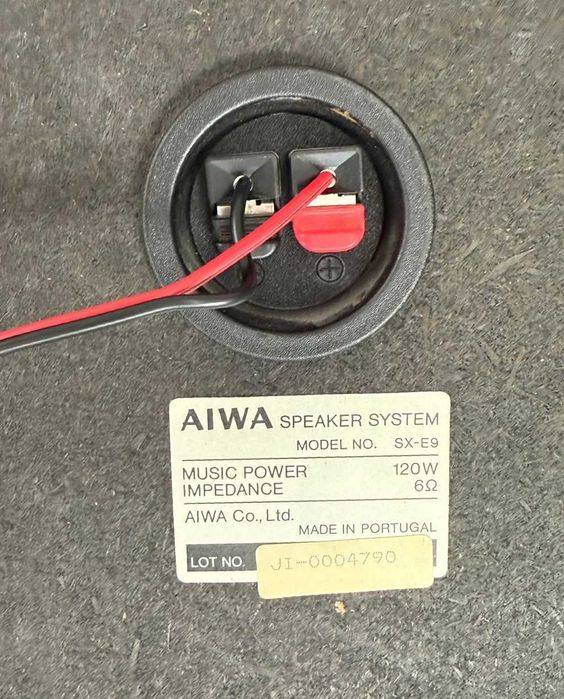 AIWA SPEAKER SYSTEM
MODEL NO. SX-E9
MUSIC POWER 120W
IMPEDANCE 6Ω
AIWA Co., Ltd.
MADE IN PORTUGAL
LOT NO. JI-0004790